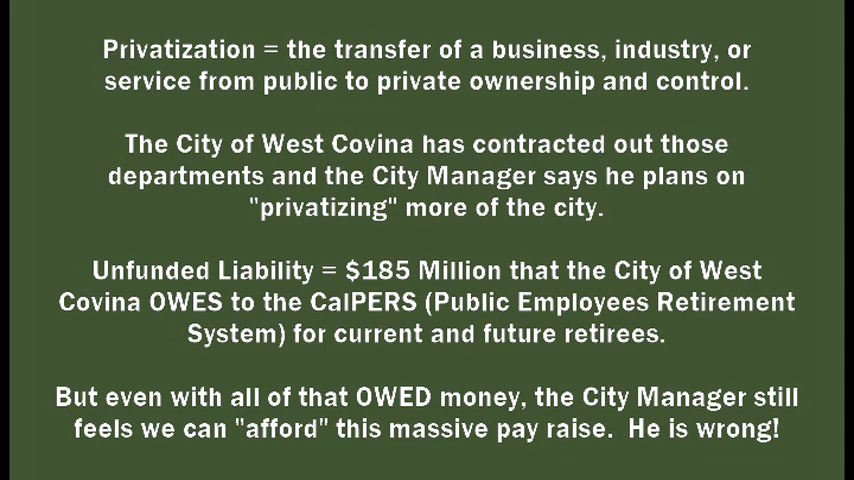 Privatization = the transfer of a business, industry, or
service from public to private ownership and control.
The City of West Covina has contracted out those
departments and the City Manager says he plans on
"privatizing" more of the city.
Unfunded Liability = $185 Million that the City of West
Covina OWES to the CalPERS (Public Employees Retirement
System) for current and future retirees.
But even with all of that OWED money, the City Manager still
feels we can "afford" this massive pay raise.  He is wrong!